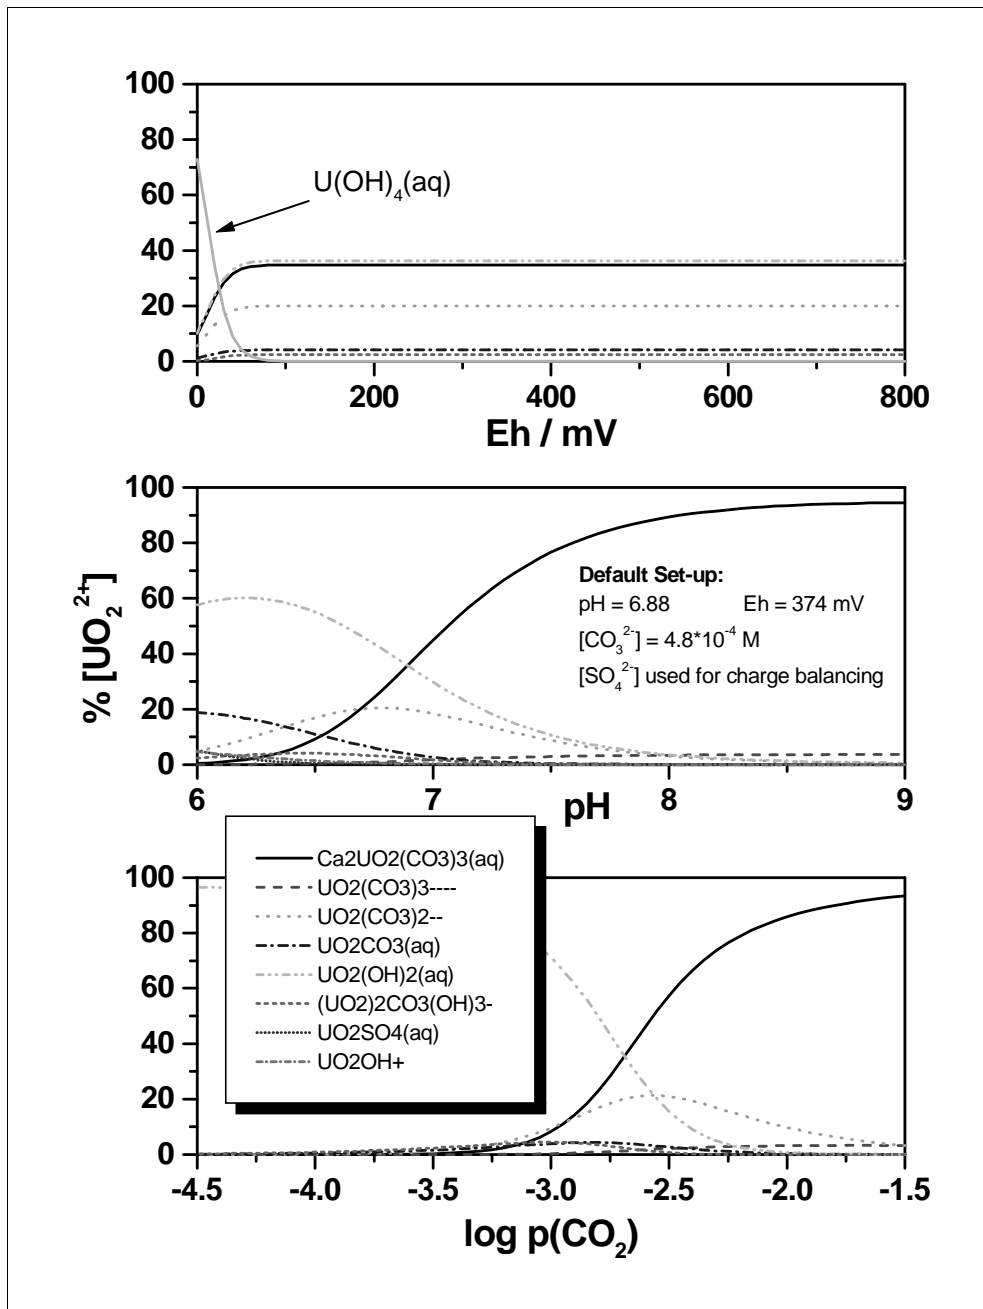 100
80
60
40
20
0
U(OH)4(aq)
0 200 400 600 800
Eh / mV
% [UO2^2+]
100
80
60
40
20
0
Default Set-up:
pH = 6.88 Eh = 374 mV
[CO3^2-] = 4.8*10^-4 M
[SO4^2-] used for charge balancing
6 7 8 9
pH
Ca2UO2(CO3)3(aq)
UO2(CO3)3----
UO2(CO3)2--
UO2CO3(aq)
UO2(OH)2(aq)
(UO2)2CO3(OH)3-
UO2SO4(aq)
UO2OH+
100
80
60
40
20
0
-4.5 -4.0 -3.5 -3.0 -2.5 -2.0 -1.5
log p(CO2)